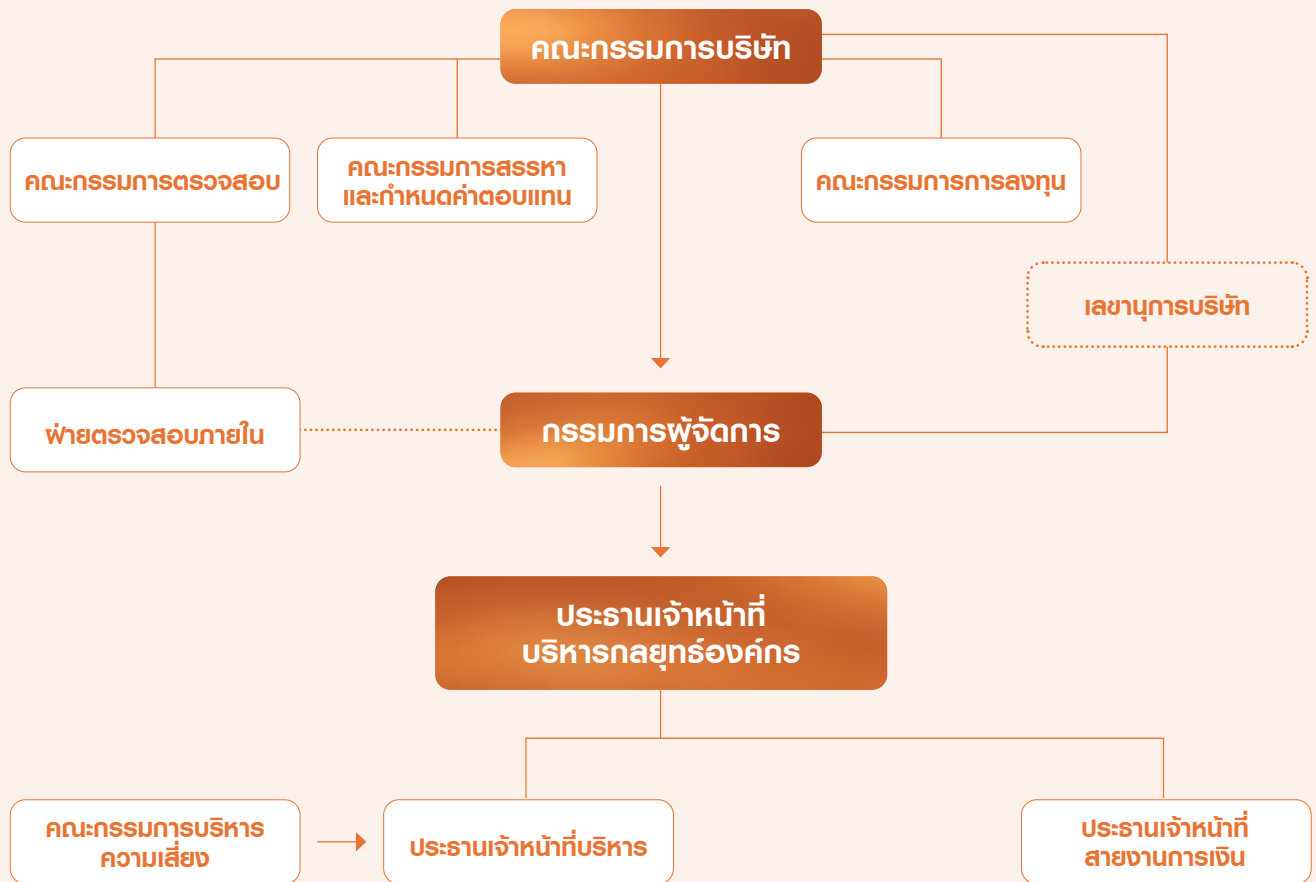 คณะกรรมการบริษัท
คณะกรรมการตรวจสอบ
คณะกรรมการสรรหา
และกำหนดค่าตอบแทน
คณะกรรมการการลงทุน
เลขานุการบริษัท
ฝ่ายตรวจสอบภายใน
กรรมการผู้จัดการ
ประธานเจ้าหน้าที่
บริหารกลยุทธ์องค์กร
คณะกรรมการบริหาร
ความเสี่ยง
ประธานเจ้าหน้าที่บริหาร
ประธานเจ้าหน้าที่
สายงานการเงิน